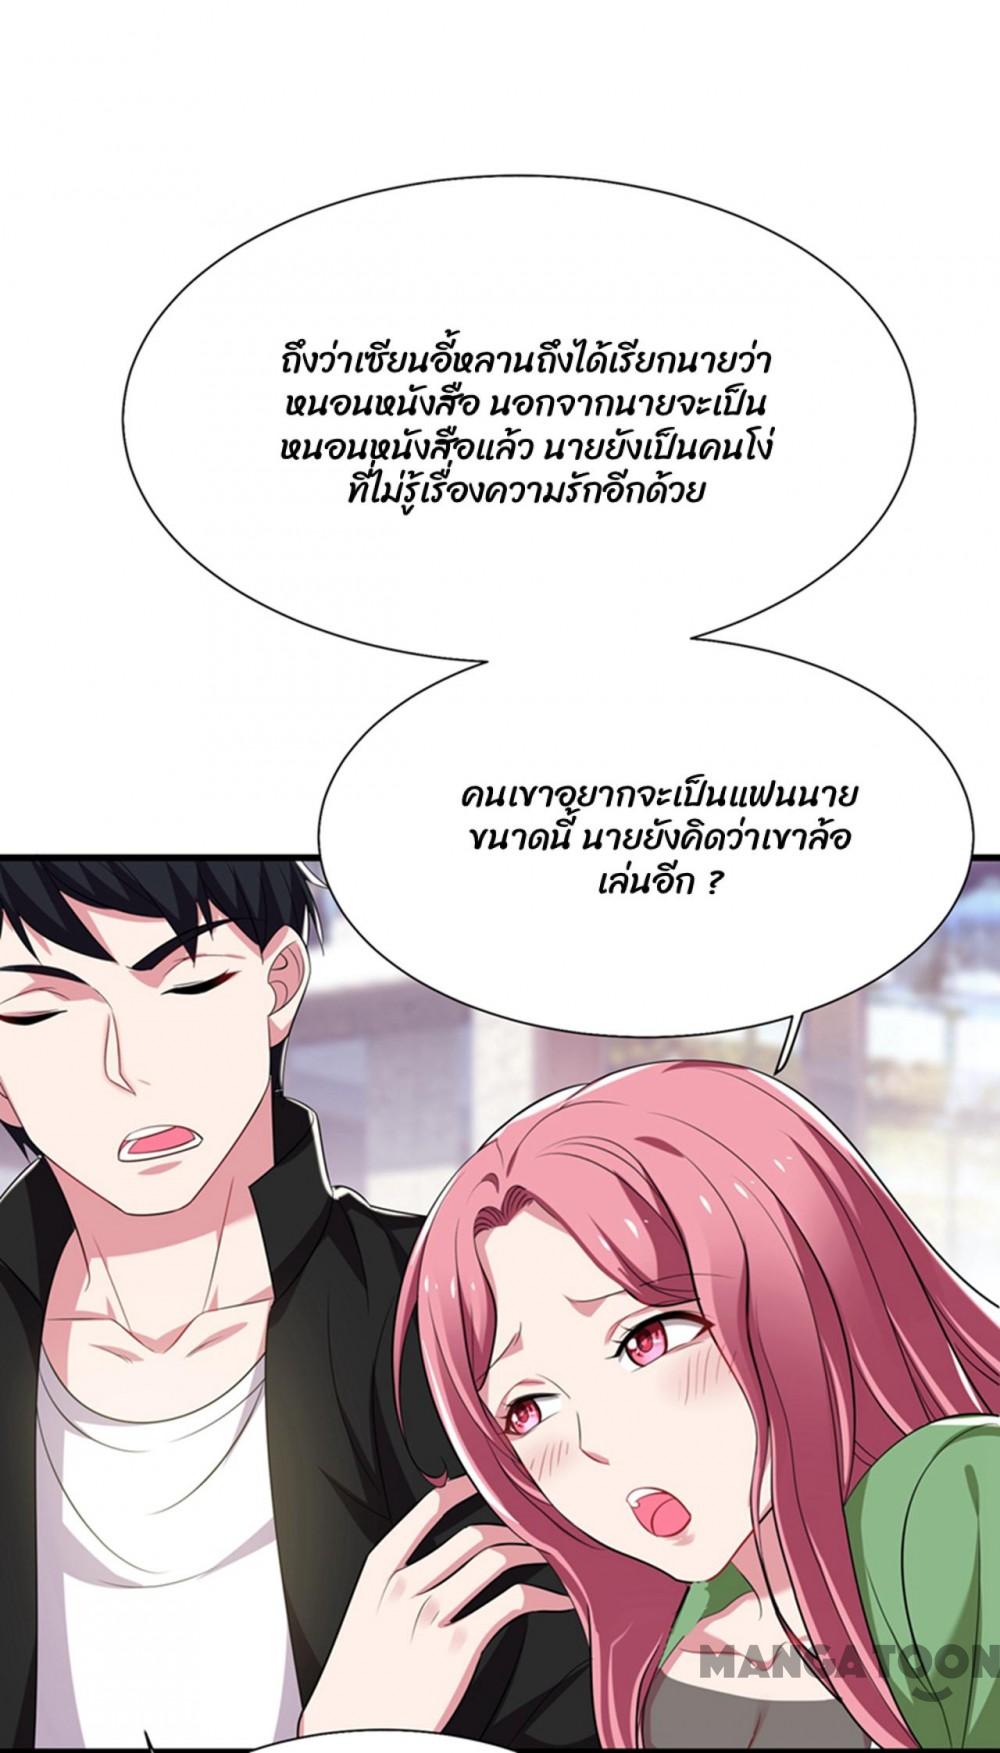 ถึงว่าเซียนอี้หลานถึงได้เรียกนายว่า
หนอนหนังสือ นอกจากนายจะเป็น
หนอนหนังสือแล้ว นายยังเป็นคนโง่
ที่ไม่รู้เรื่องความรักอีกด้วย
คนเขาอยากจะเป็นแฟนนาย
ขนาดนี้ นายยังคิดว่าเขาล้อ
เล่นอีก ?
MANGATOON